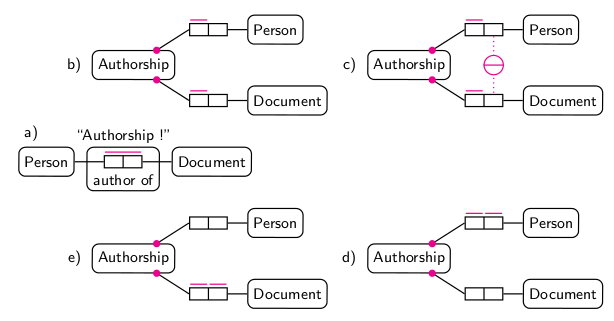 Person
Person
b)
Authorship
c)
Authorship
Document
Document
a)
“Authorship !”
Person
Document
author of
Person
Person
e)
Authorship
d)
Authorship
Document
Document